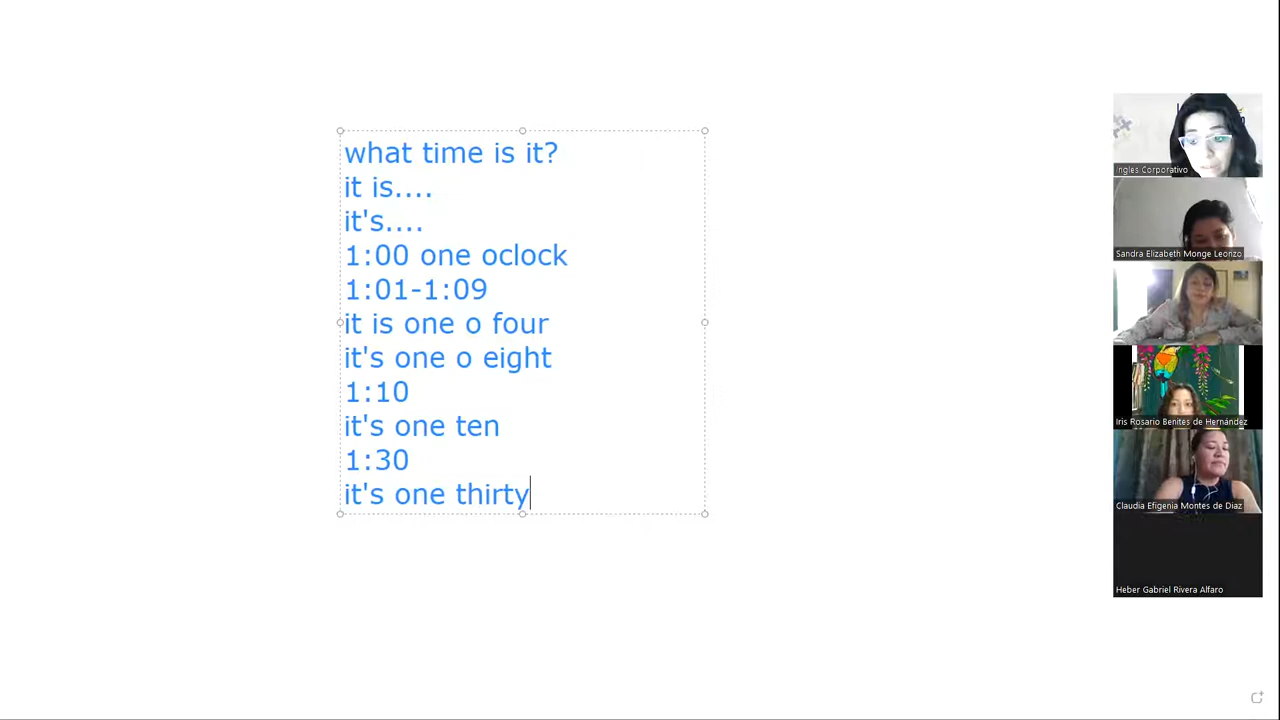 what time is it?
it is....
it's....
1:00 one oclock
1:01-1:09
it is one o four
it's one o eight
1:10
it's one ten
1:30
it's one thirty
Ingles Corporativo
Sandra Elizabeth Monge Leonzo
Iris Rosario Benites de Hernández
Claudia Efigenia Montes de Diaz
Heber Gabriel Rivera Alfaro